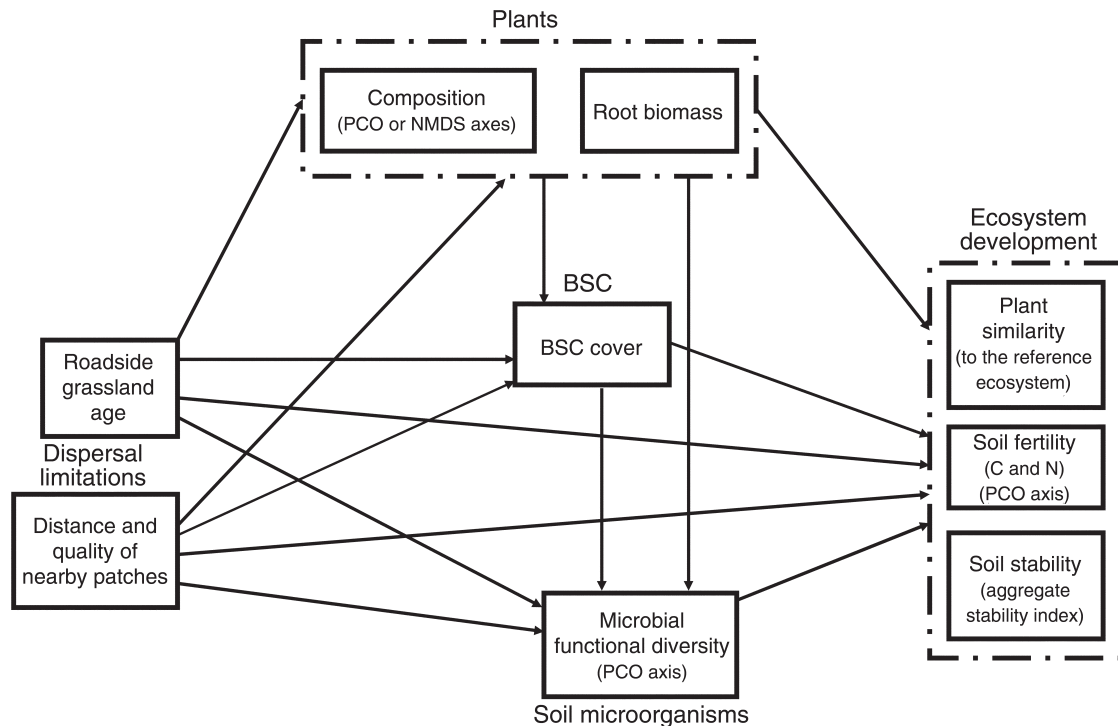 Plants
Composition
(PCO or NMDS axes)
Root biomass
Ecosystem
development
BSC
BSC cover
Plant
similarity
(to the reference
ecosystem)
Roadside
grassland
age
Dispersal
limitations
Soil fertility
(C and N)
(PCO axis)
Distance and
quality of
nearby patches
Soil stability
(aggregate
stability index)
Microbial
functional diversity
(PCO axis)
Soil microorganisms